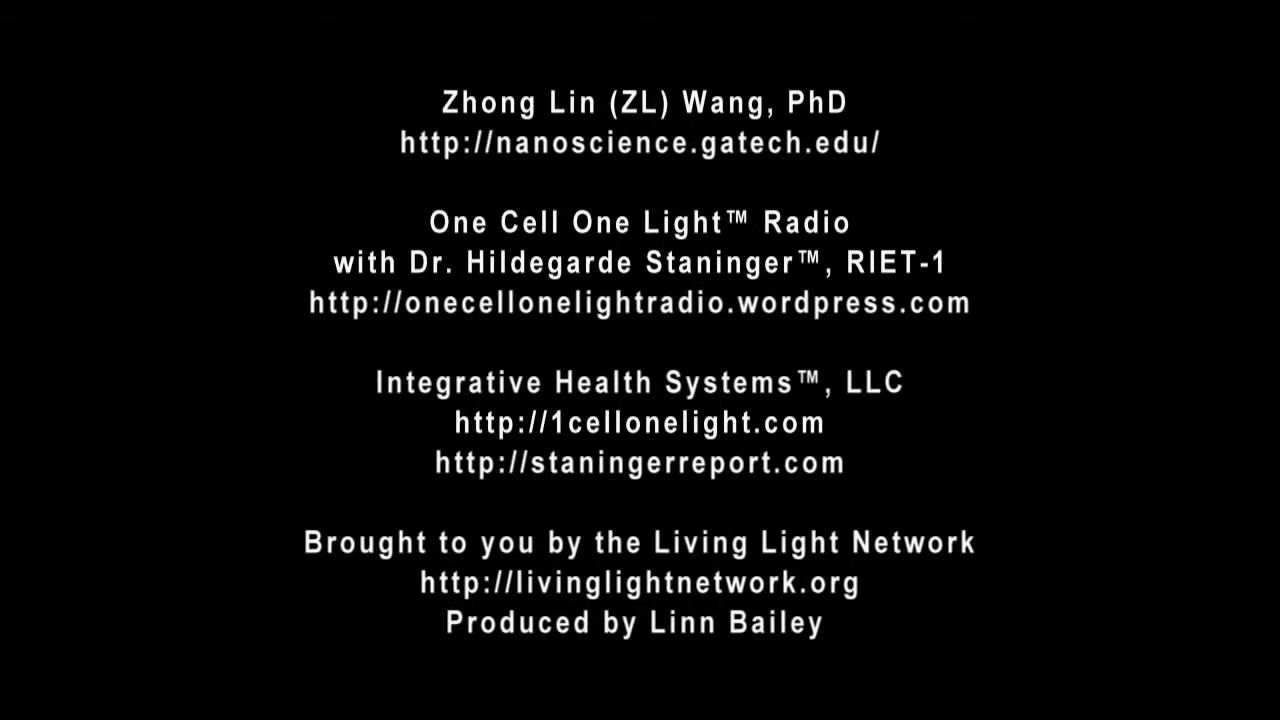 Zhong Lin (ZL) Wang, PhD
http://nanoscience.gatech.edu/
One Cell One Light™ Radio
with Dr. Hildegarde Staninger™, RIET-1
http://onecellonelightradio.wordpress.com
Integrative Health Systems™, LLC
http://1cellonelight.com
http://staningerreport.com
Brought to you by the Living Light Network
http://livinglightnetwork.org
Produced by Linn Bailey